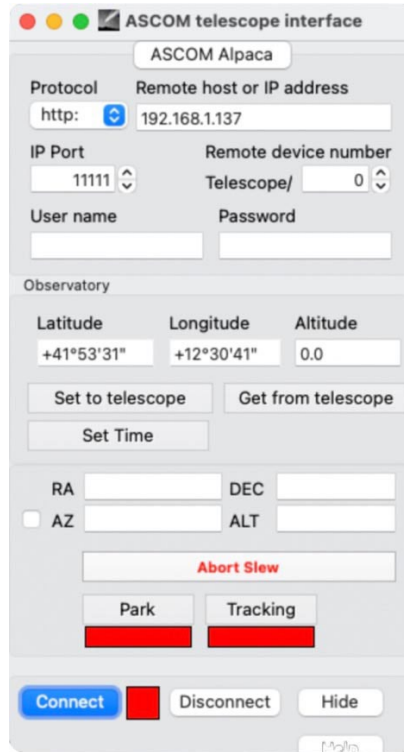 ASCOM telescope interface
ASCOM Alpaca
Protocol Remote host or IP address
http: 192.168.1.137
IP Port Remote device number
11111 Telescope/ 0
User name Password
Observatory
Latitude Longitude Altitude
+41°53'31" +12°30'41" 0.0
Set to telescope Get from telescope
Set Time
RA DEC
AZ ALT
Abort Slew
Park Tracking
Connect Disconnect Hide
Help